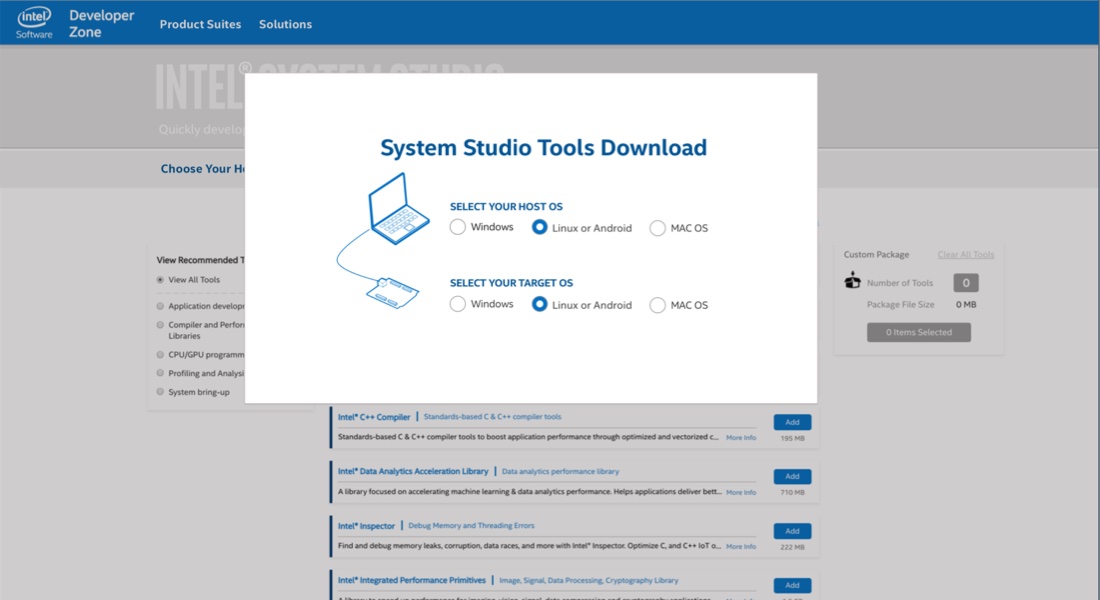 intel
Software
Developer
Zone
Product Suites
Solutions
INTEL® SYSTEM STUDIO
Quickly develo
Choose Your H
System Studio Tools Download
SELECT YOUR HOST OS
Windows
Linux or Android
MAC OS
SELECT YOUR TARGET OS
Windows
Linux or Android
MAC OS
View Recommended T
View All Tools
Application develop
Compiler and Perfor
Libraries
CPU/GPU programm
Profiling and Analysi
System bring-up
Custom Package
Clear All Tools
Number of Tools
0
Package File Size
0 MB
0 Items Selected
Intel® C++ Compiler | Standards-based C & C++ compiler tools
Standards-based C & C++ compiler tools to boost application performance through optimized and vectorized c... More Info
Add
195 MB
Intel® Data Analytics Acceleration Library | Data analytics performance library
A library focused on accelerating machine learning & data analytics performance. Helps applications deliver bett... More Info
Add
710 MB
Intel® Inspector | Debug Memory and Threading Errors
Find and debug memory leaks, corruption, data races, and more with Intel® Inspector. Optimize C, and C++ IoT o... More Info
Add
222 MB
Intel® Integrated Performance Primitives | Image, Signal, Data Processing, Cryptography Library
Add